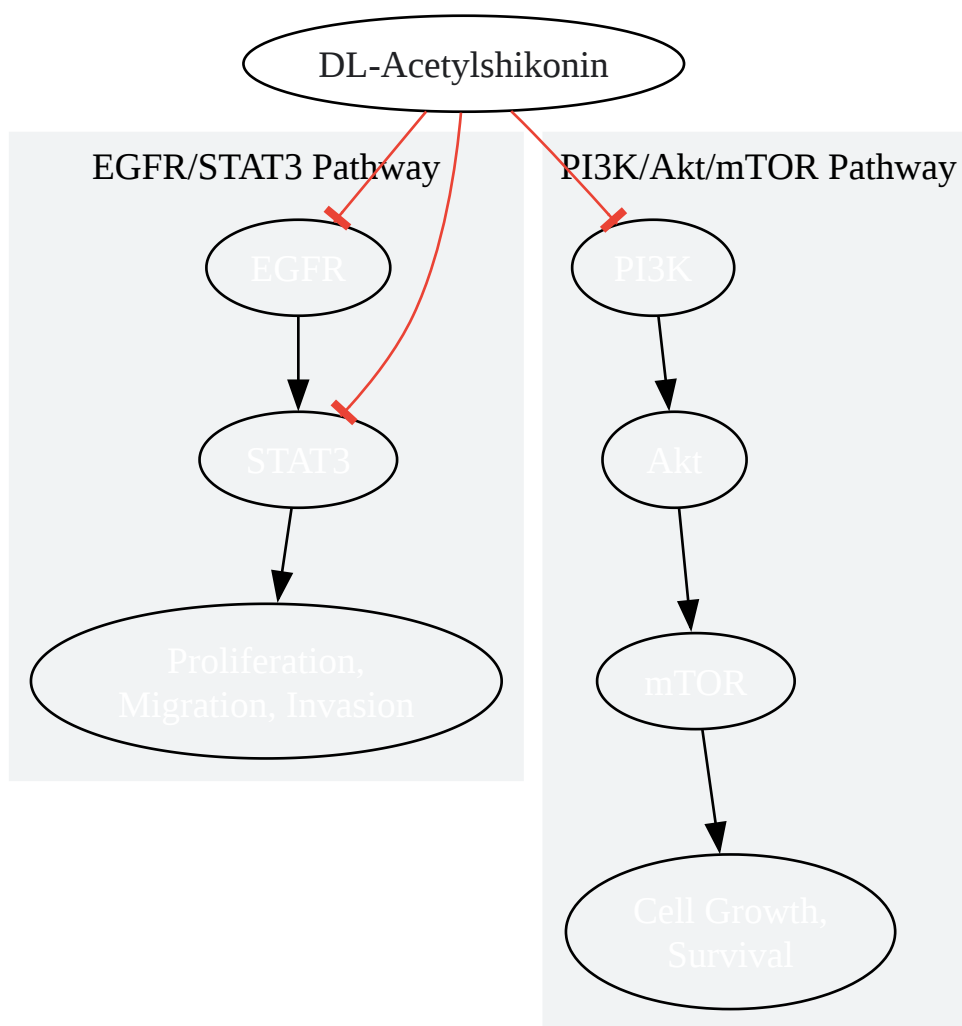 DL-Acetylshikonin
EGFR/STAT3 Pathway
EGFR
STAT3
Proliferation,
Migration, Invasion
PI3K/Akt/mTOR Pathway
PI3K
Akt
mTOR
Cell Growth,
Survival